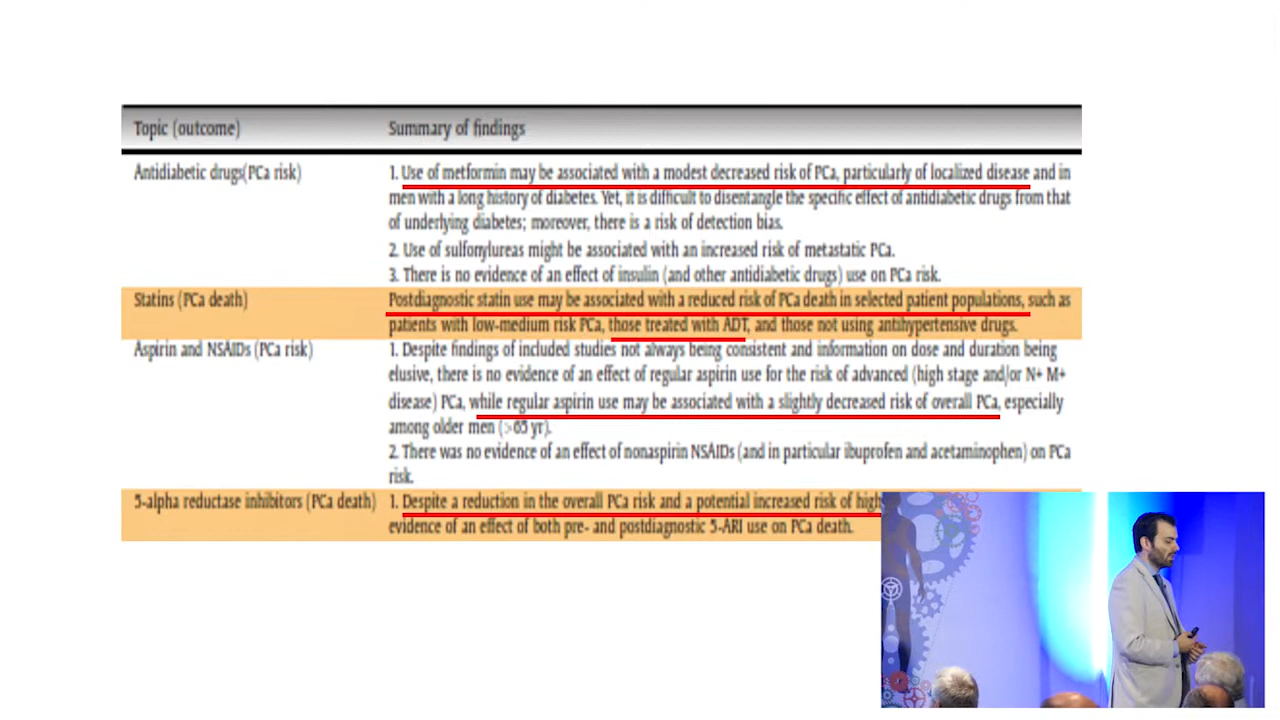 Topic (outcome) Summary of findings
Antidiabetic drugs(PCa risk) 1. Use of metformin may be associated with a modest decreased risk of PCa, particularly of localized disease and in
men with a long history of diabetes. Yet, it is difficult to disentangle the specific effect of antidiabetic drugs from that
of underlying diabetes; moreover, there is a risk of detection bias.
2. Use of sulfonylureas might be associated with an increased risk of metastatic PCa.
3. There is no evidence of an effect of insulin (and other antidiabetic drugs) use on PCa risk.
Statins (PCa death) Postdiagnostic statin use may be associated with a reduced risk of PCa death in selected patient populations, such as
patients with low-medium risk PCa, those treated with ADT, and those not using antihypertensive drugs.
Aspirin and NSAIDs (PCa risk) 1. Despite findings of included studies not always being consistent and information on dose and duration being
elusive, there is no evidence of an effect of regular aspirin use for the risk of advanced (high stage and/or N+ M+
disease) PCa, while regular aspirin use may be associated with a slightly decreased risk of overall PCa, especially
among older men (>65 yr).
2. There was no evidence of an effect of nonaspirin NSAIDs (and in particular ibuprofen and acetaminophen) on PCa
risk.
5-alpha reductase inhibitors (PCa death) 1. Despite a reduction in the overall PCa risk and a potential increased risk of high
evidence of an effect of both pre- and postdiagnostic 5-ARI use on PCa death.